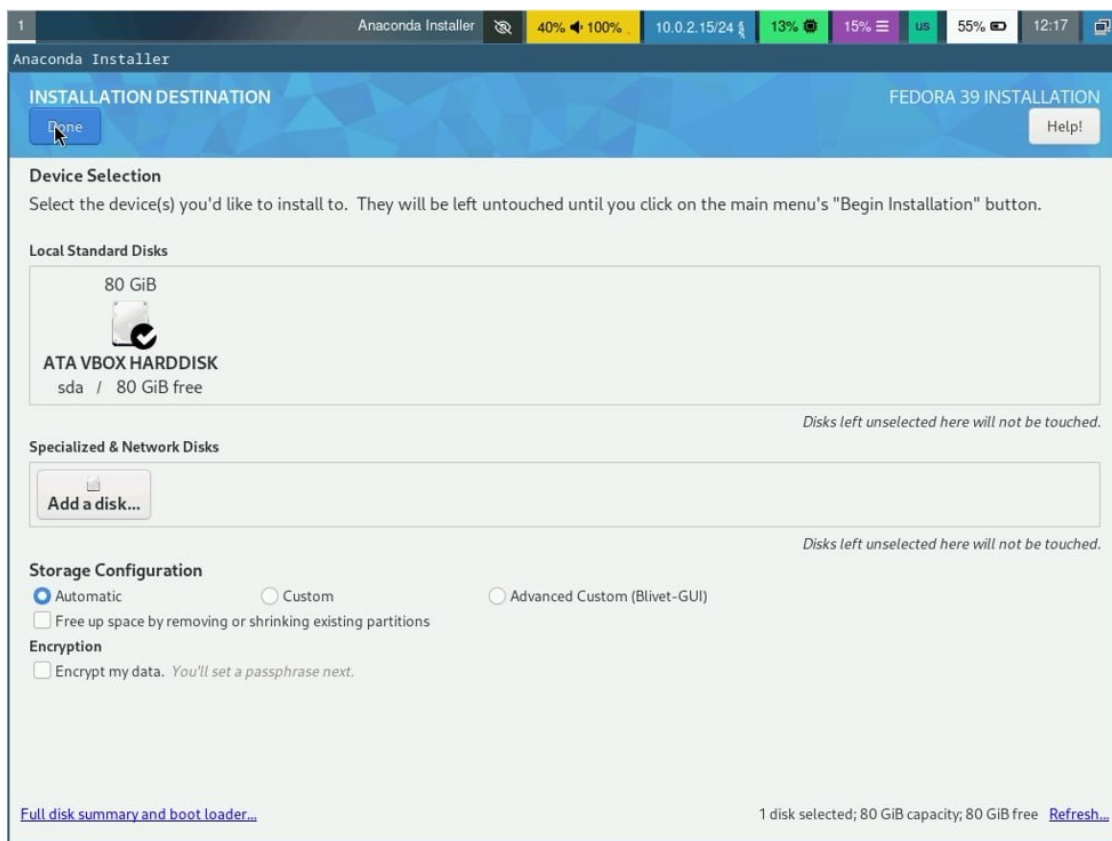 1 Anaconda Installer 40% 100% 10.0.2.15/24 13% 15% us 55% 12:17
Anaconda Installer
INSTALLATION DESTINATION FEDORA 39 INSTALLATION
Done Help!
Device Selection
Select the device(s) you'd like to install to. They will be left untouched until you click on the main menu's "Begin Installation" button.
Local Standard Disks
80 GiB
ATA VBOX HARDDISK
sda / 80 GiB free
Disks left unselected here will not be touched.
Specialized & Network Disks
Add a disk...
Disks left unselected here will not be touched.
Storage Configuration
Automatic Custom Advanced Custom (Blivet-GUI)
Free up space by removing or shrinking existing partitions
Encryption
Encrypt my data. You'll set a passphrase next.
Full disk summary and boot loader... 1 disk selected; 80 GiB capacity; 80 GiB free Refresh...